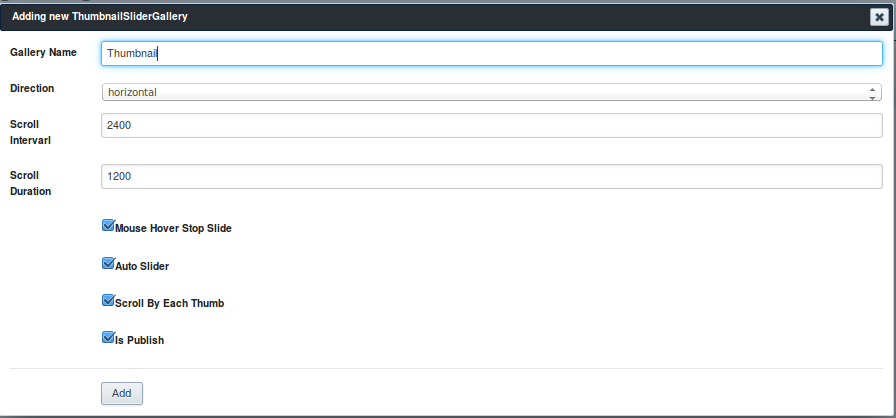 Adding new ThumbnailSliderGallery
Gallery Name
Thumbnail
Direction
horizontal
Scroll
Intervarl
2400
Scroll
Duration
1200
Mouse Hover Stop Slide
Auto Slider
Scroll By Each Thumb
Is Publish
Add